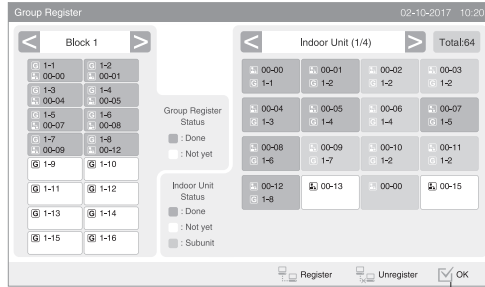 Group Register 02-10-2017 10:20
< Block 1 >
G 1-1 G 1-2
00-00 00-01
G 1-3 G 1-4
00-04 00-05
G 1-5 G 1-6
00-07 00-08
G 1-7 G 1-8
00-09 00-12
G 1-9 G 1-10
G 1-11 G 1-12
G 1-13 G 1-14
G 1-15 G 1-16
Group Register
Status
: Done
: Not yet
Indoor Unit
Status
: Done
: Not yet
: Subunit
< Indoor Unit (1/4) > Total:64
00-00 00-01 00-02 00-03
G 1-1 G 1-2 G 1-2 G 1-2
00-04 00-05 00-06 00-07
G 1-3 G 1-4 G 1-4 G 1-5
00-08 00-09 00-10 00-11
G 1-6 G 1-7 G 1-2 G 1-2
00-12 00-13 00-00 00-15
G 1-8
Register Unregister OK